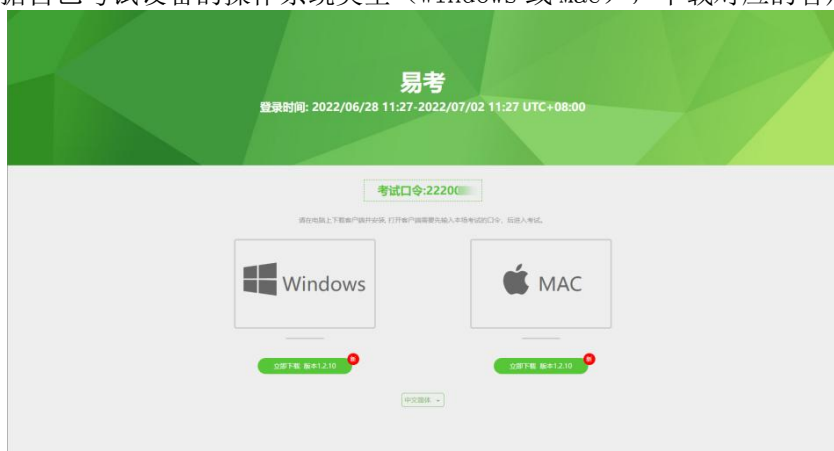 据自己考试设备的操作系统类型（Windows 或 Mac），下载对应的客户
易考
登录时间: 2022/06/28 11:27-2022/07/02 11:27 UTC+08:00
考试口令:22200
请在电脑上下载客户端并安装, 打开客户端需要先输入本场考试的口令，后进入考试。
Windows
MAC
立即下载 版本1.2.10
新
立即下载 版本1.2.10
新
中文简体